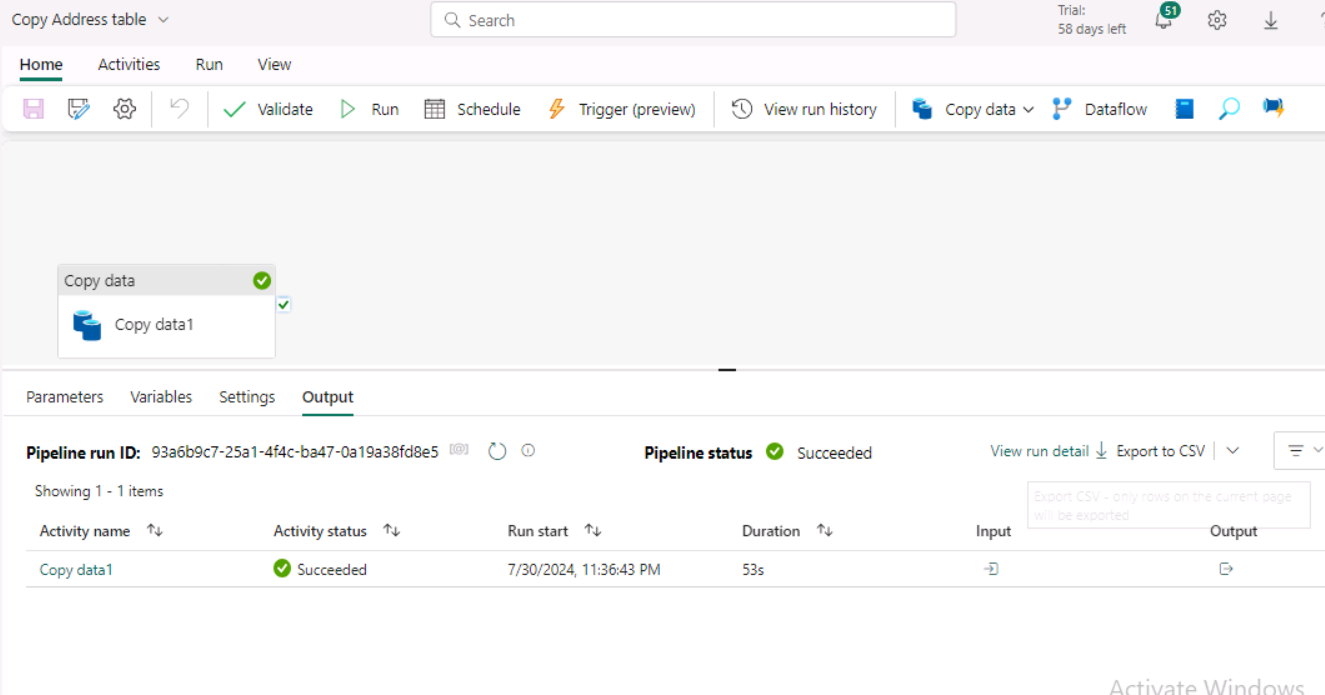 Copy Address table
Search
Trial:
58 days left
51
Home Activities Run View
Validate Run Schedule Trigger (preview) View run history Copy data Dataflow
Copy data
Copy data1
Parameters Variables Settings Output
Pipeline run ID: 93a6b9c7-25a1-4f4c-ba47-0a19a38fd8e5 Pipeline status Succeeded View run detail Export to CSV
Showing 1 - 1 items
Export CSV - only rows on the current page
will be exported
Activity name Activity status Run start Duration Input Output
Copy data1 Succeeded 7/30/2024, 11:36:43 PM 53s
Activate Windows